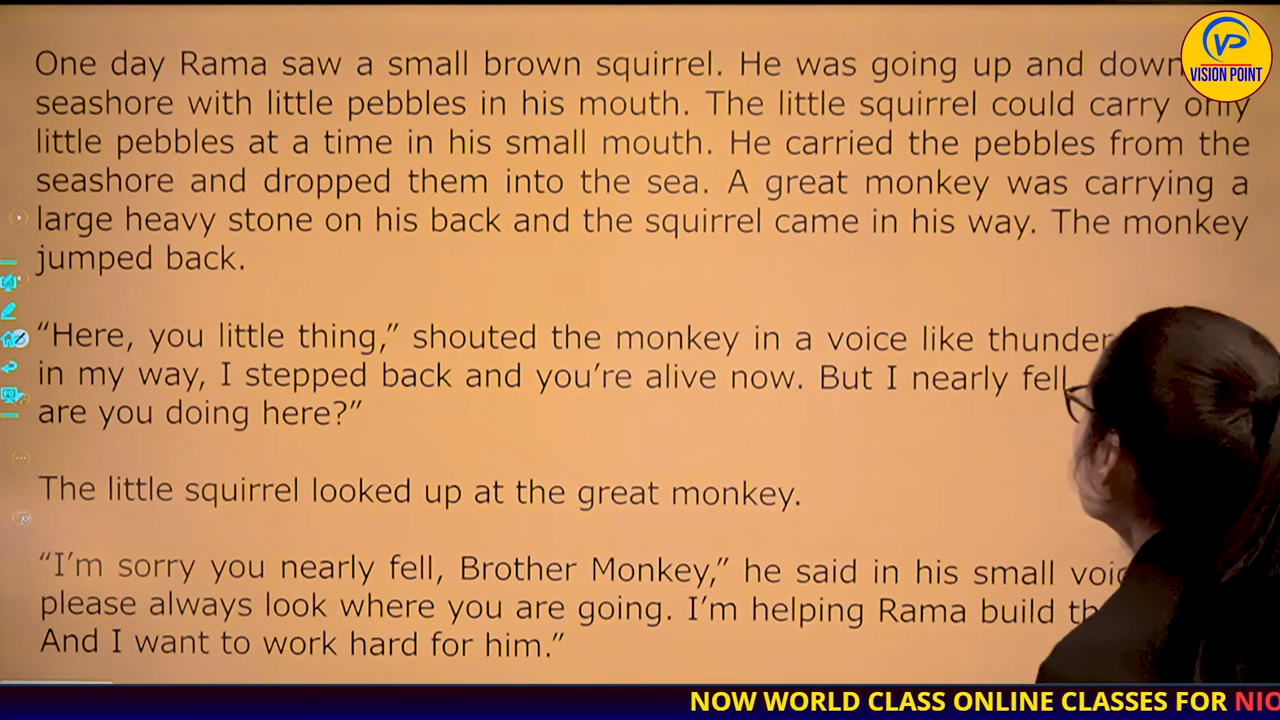 One day Rama saw a small brown squirrel. He was going up and down
seashore with little pebbles in his mouth. The little squirrel could carry only
little pebbles at a time in his small mouth. He carried the pebbles from the
seashore and dropped them into the sea. A great monkey was carrying a
large heavy stone on his back and the squirrel came in his way. The monkey
jumped back.
“Here, you little thing,” shouted the monkey in a voice like thunder
in my way, I stepped back and you’re alive now. But I nearly fell
are you doing here?”
The little squirrel looked up at the great monkey.
“I’m sorry you nearly fell, Brother Monkey,” he said in his small
please always look where you are going. I’m helping Rama build
And I want to work hard for him.”
VP
VISION POINT
NOW WORLD CLASS ONLINE CLASSES FOR